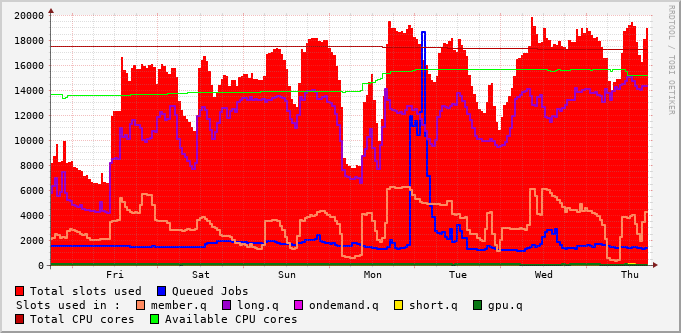 20000
18000
16000
14000
12000
10000
8000
6000
4000
2000
0
Fri Sat Sun Mon Tue Wed Thu
Total slots used Queued Jobs
Slots used in : member.q long.q ondemand.q short.q gpu.q
Total CPU cores Available CPU cores
RRDTOOL / TOBI OETIKER